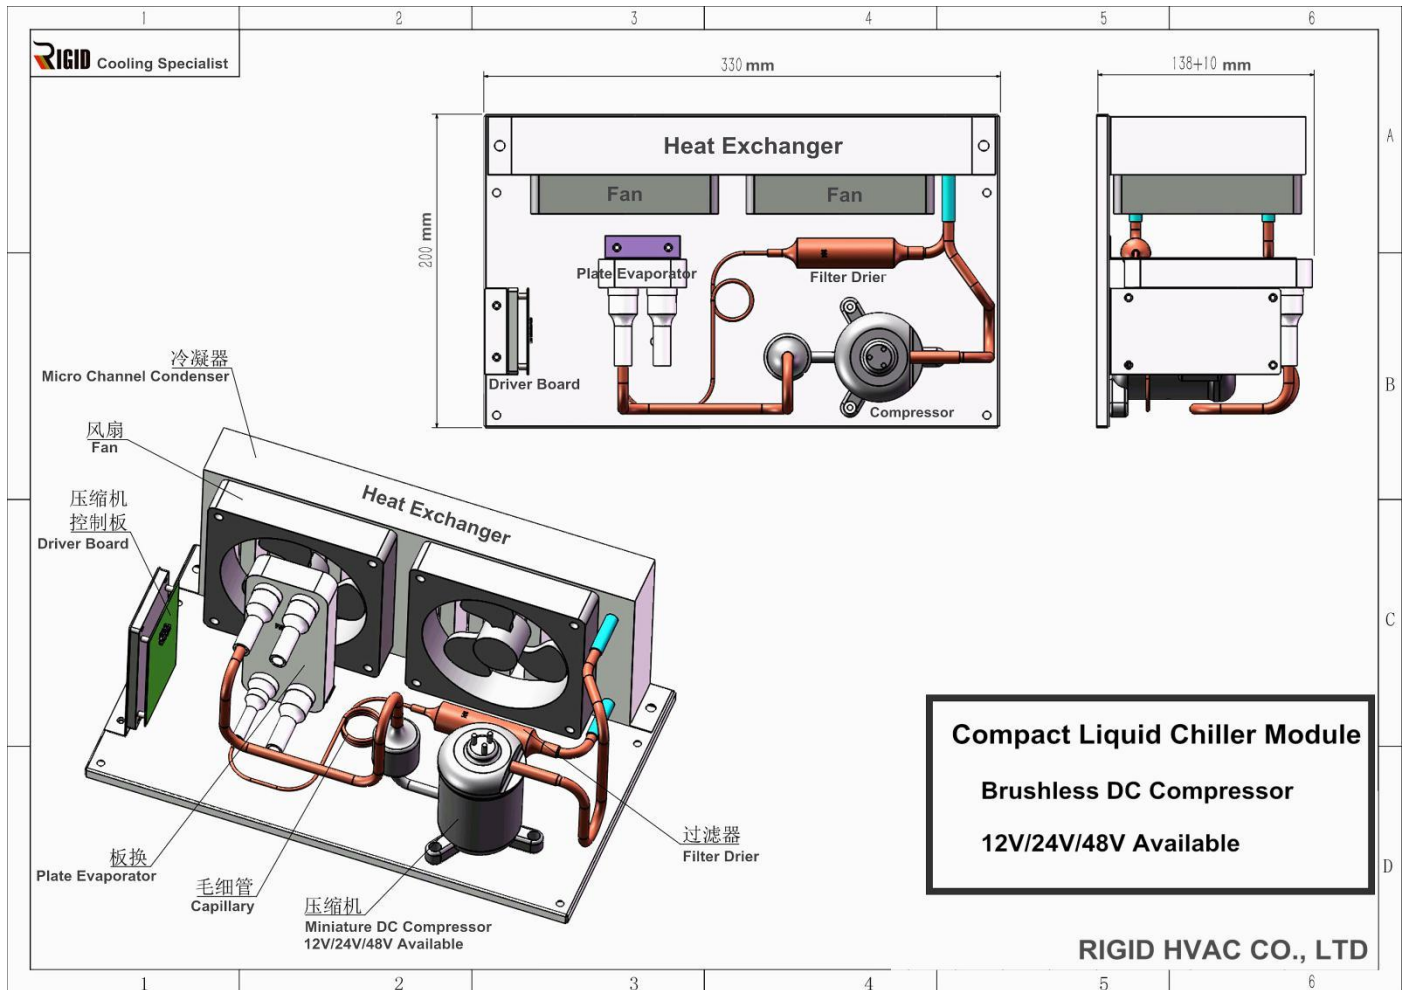 1 2 3 4 5 6
RIGID Cooling Specialist
330 mm
138+10 mm
A
Heat Exchanger
Fan Fan
200 mm
Plate Evaporator
Filter Drier
Driver Board
Compressor
B
冷凝器
Micro Channel Condenser
风扇
Fan
压缩机
控制板
Driver Board
Heat Exchanger
C
Compact Liquid Chiller Module
Brushless DC Compressor
12V/24V/48V Available
过滤器
Filter Drier
板换
Plate Evaporator
毛细管
Capillary
压缩机
Miniature DC Compressor
12V/24V/48V Available
D
RIGID HVAC CO., LTD
1 2 3 4 5 6